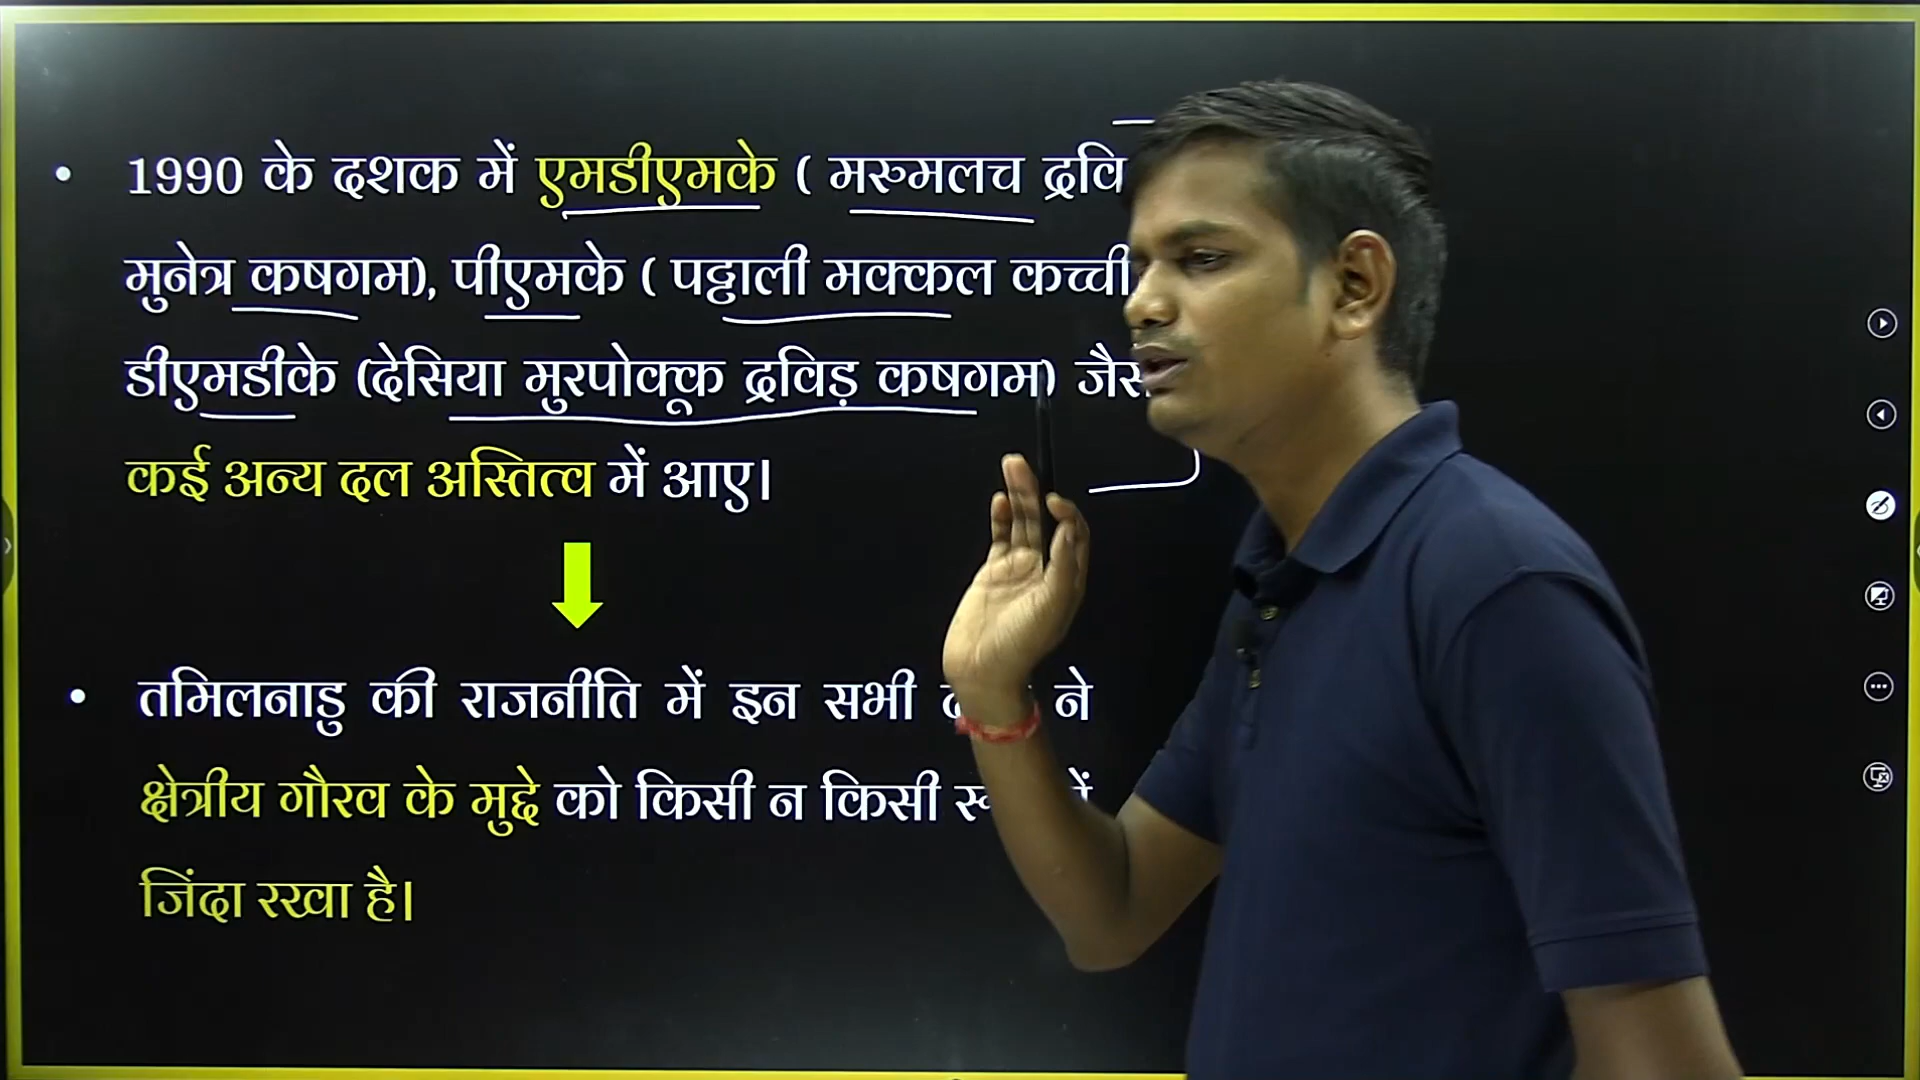 • 1990 के दशक में एमडीएमके ( मरुमलच
मुनेत्र कषगम), पीएमके ( पट्टाली मक्कल कच्ची
डीएमडीके (देसिया मुरपोक्कू द्रविड़ कषगम)
कई अन्य दल अस्तित्व में आए।
• तमिलनाडु की राजनीति में इन सभी ने
क्षेत्रीय गौरव के मुद्दे को किसी न किसी
जिंदा रखा है।